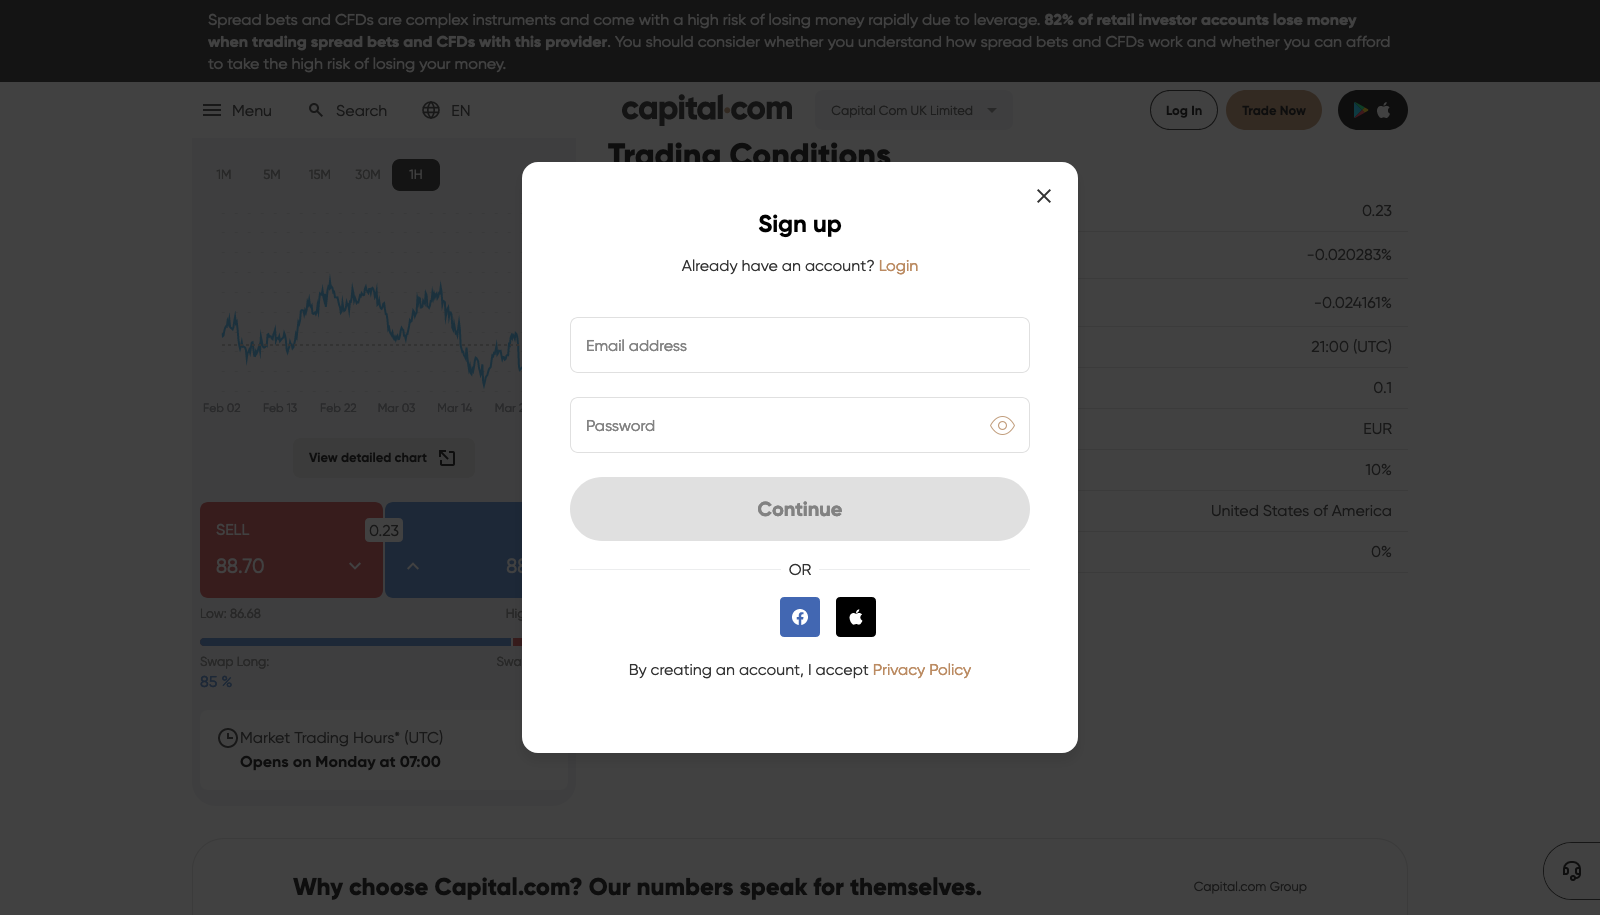 Spread bets and CFDs are complex instruments and come with a high risk of losing money rapidly due to leverage. 82% of retail investor accounts lose money
when trading spread bets and CFDs with this provider. You should consider whether you understand how spread bets and CFDs work and whether you can afford
to take the high risk of losing your money.
Menu Search EN capital.com Capital Com UK Limited Log In Trade Now
Trading Conditions
1M 5M 15M 30M 1H
0.23
-0.020283%
-0.024161%
21:00 (UTC)
0.1
EUR
10%
United States of America
0%
Feb 02 Feb 13 Feb 22 Mar 03 Mar 14 Mar
View detailed chart
SELL 0.23
88.70 88
Low: 86.68
Swap Long:
85 %
Market Trading Hours* (UTC)
Opens on Monday at 07:00
Sign up
Already have an account? Login
Email address
Password
Continue
OR
By creating an account, I accept Privacy Policy
Why choose Capital.com? Our numbers speak for themselves.
Capital.com Group